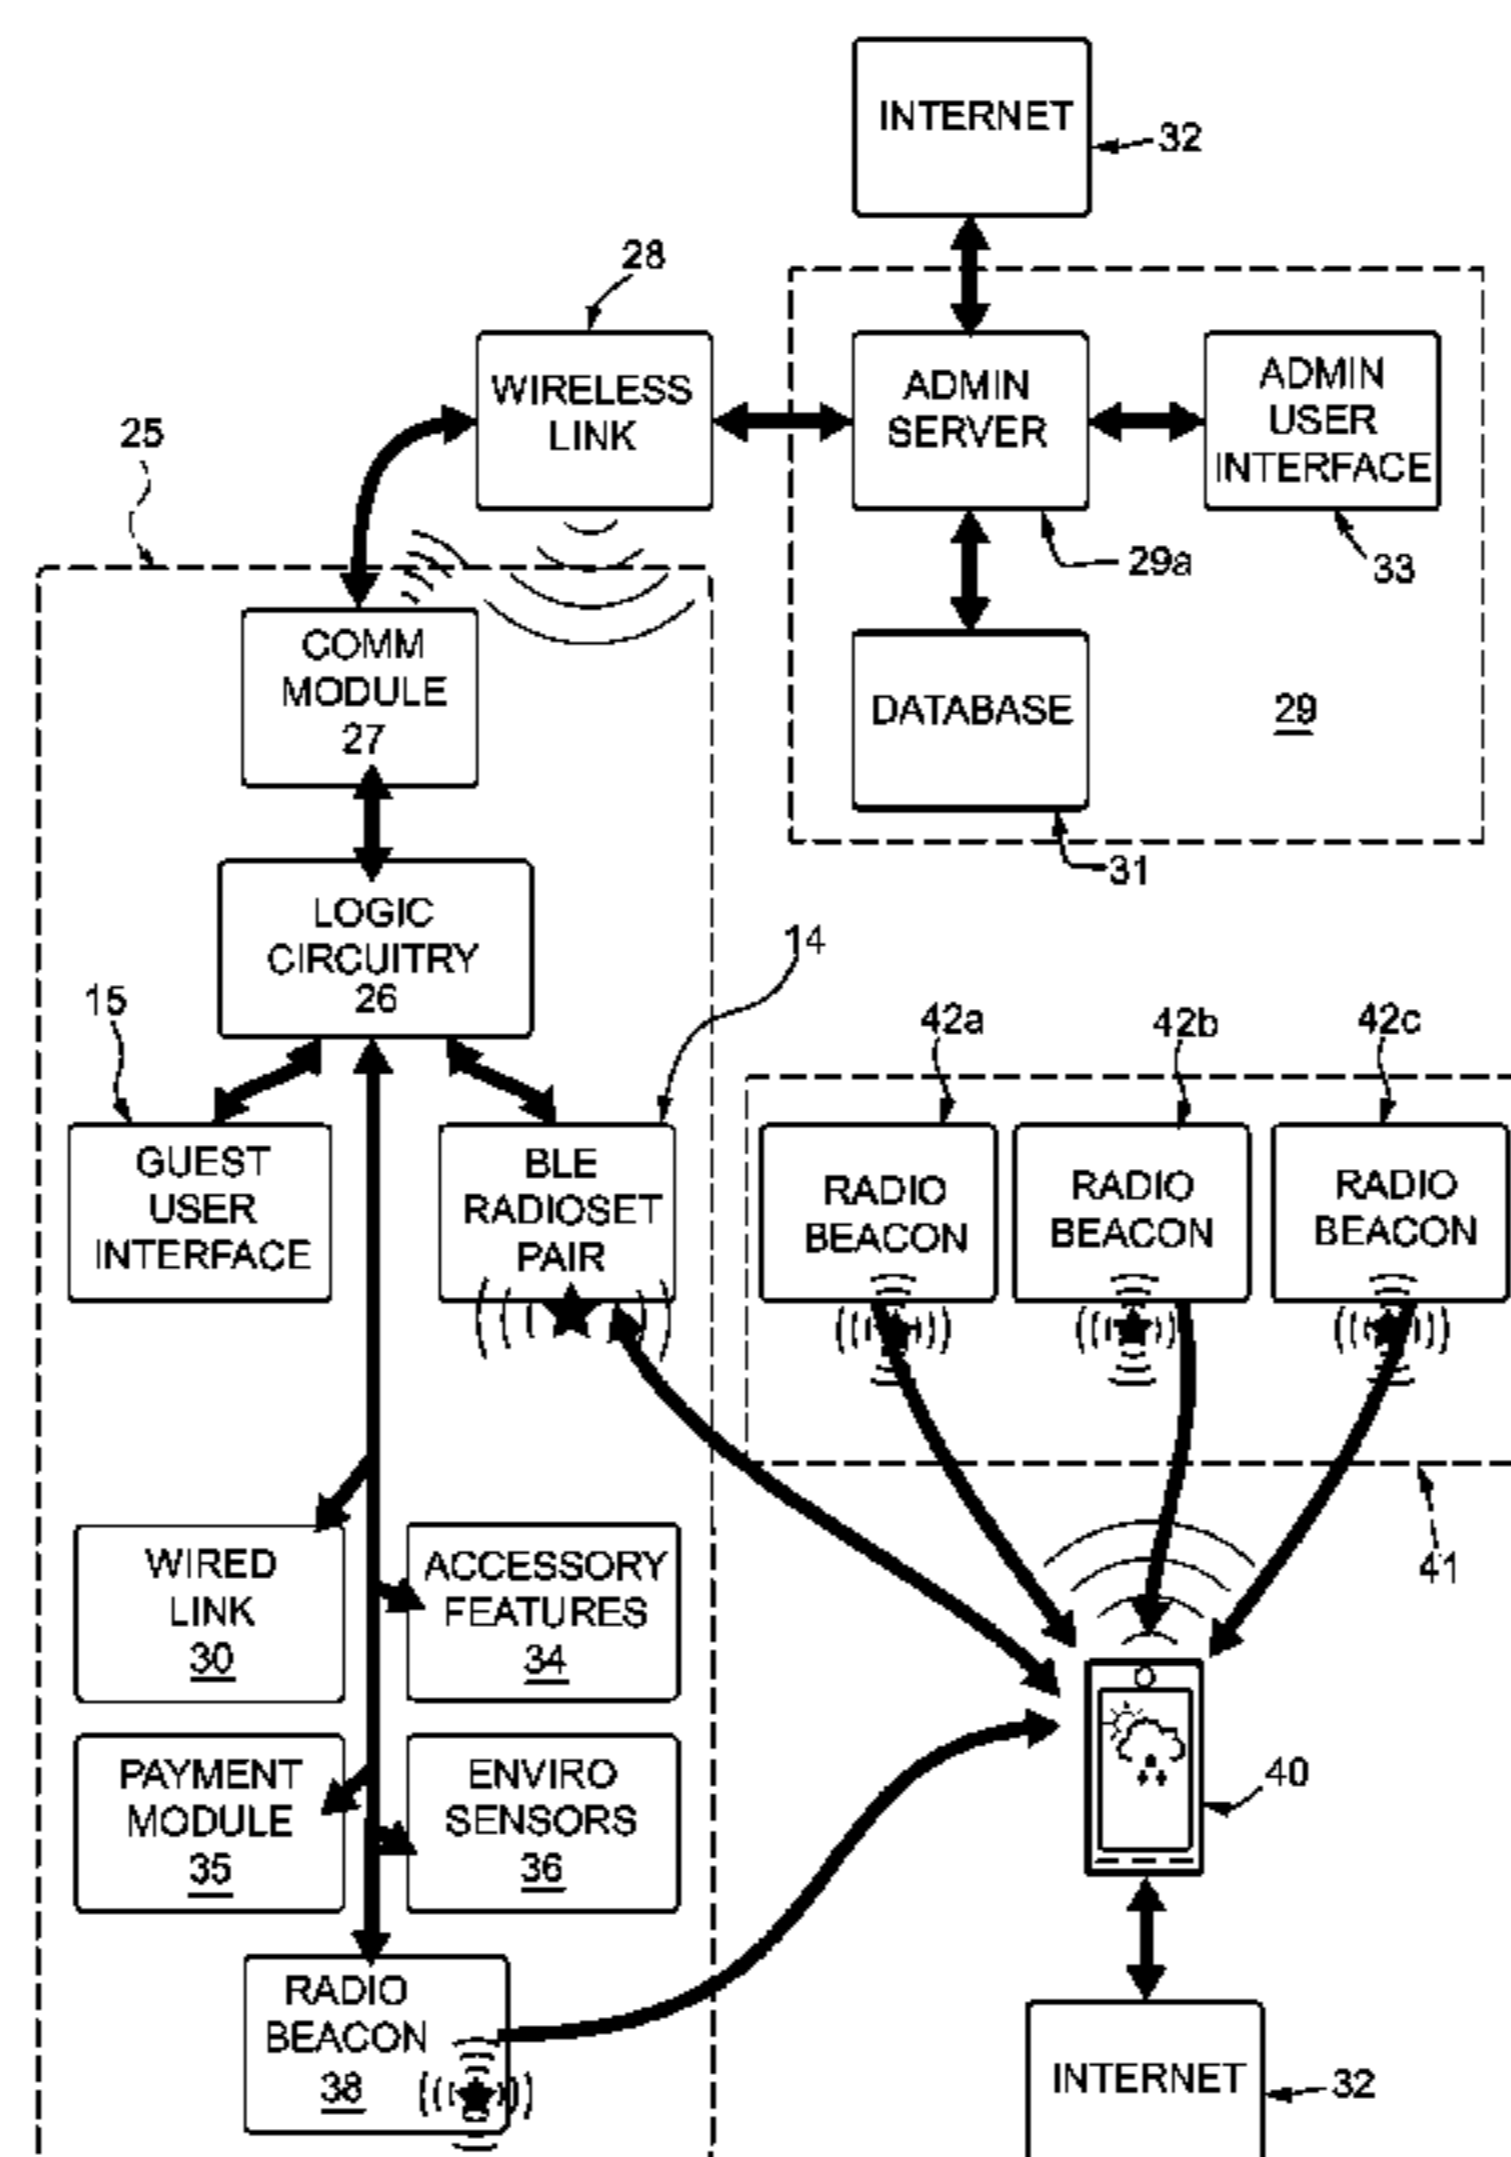 INTERNET
32
28
WIRELESS
LINK
ADMIN
SERVER
ADMIN
USER
INTERFACE
25
29a
33
COMM
MODULE
27
DATABASE
29
31
LOGIC
CIRCUITRY
26
14
15
42a
42b
42c
GUEST
USER
INTERFACE
BLE
RADIOSET
PAIR
RADIO
BEACON
RADIO
BEACON
RADIO
BEACON
41
WIRED
LINK
30
ACCESSORY
FEATURES
34
PAYMENT
MODULE
35
ENVIRO
SENSORS
36
40
RADIO
BEACON
38
INTERNET
32